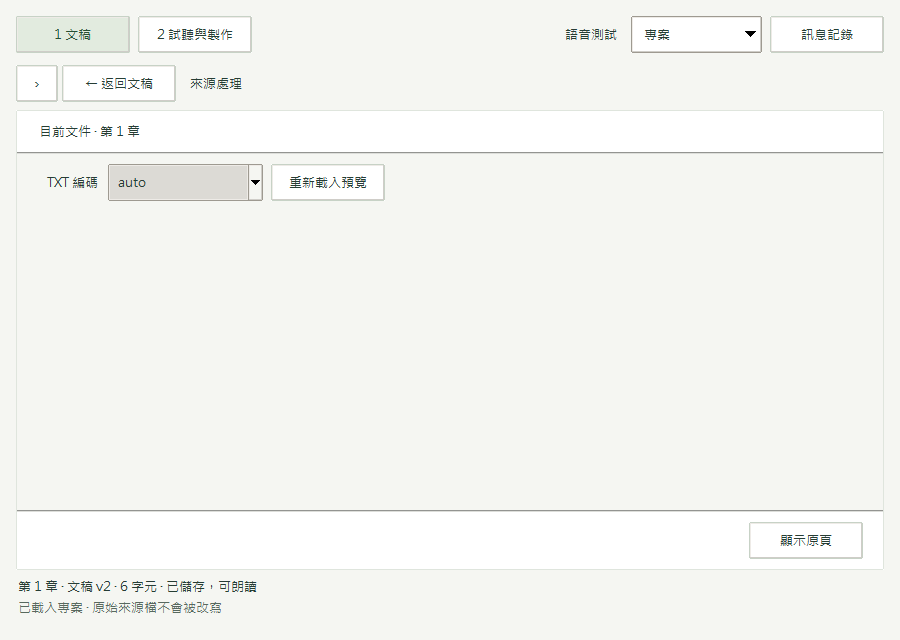 1 文稿
2 試聽與製作
語音測試
專案
訊息記錄
›
← 返回文稿
來源處理
目前文件 · 第 1 章
TXT 編碼
auto
重新載入預覽
顯示原頁
第 1 章 · 文稿 v2 · 6 字元 · 已儲存，可朗讀
已載入專案 · 原始來源檔不會被改寫